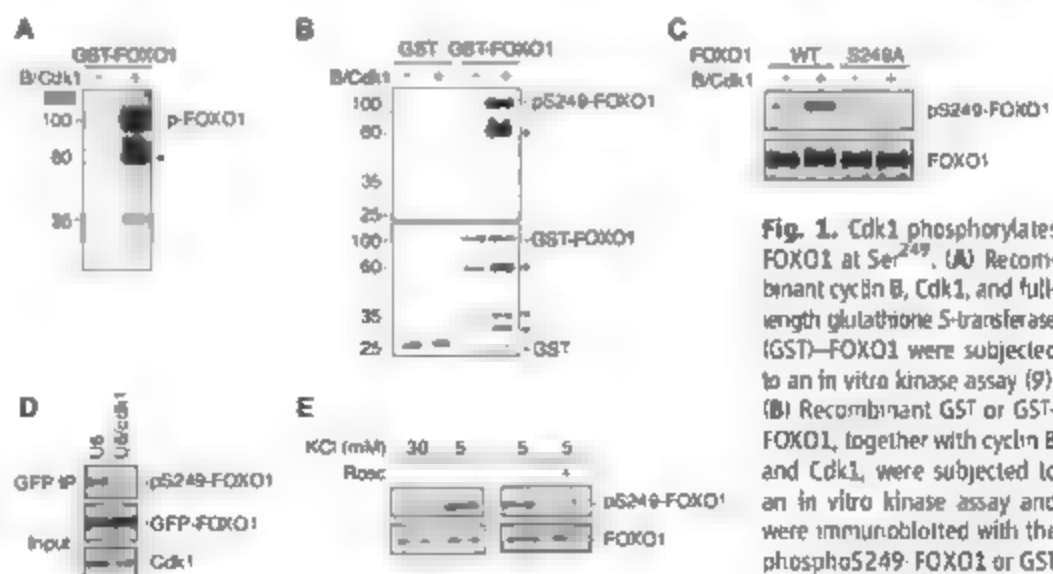 A
GST-FOXO1
B/Cdk1 - +
100
p-FOXO1
60
35
B
GST GST-FOXO1
B/Cdk1 - + - +
100
pS249-FOXO1
60
35
25
100
GST-FOXO1
60
35
25
GST
C
FOXO1 WT S249A
B/Cdk1 - + - +
pS249-FOXO1
FOXO1
D
U6
U6/cdk1
GFP IP
pS249-FOXO1
GFP-FOXO1
Input
Cdk1
E
KCl (mM) 30 5 5 5
Rosc +
pS249-FOXO1
FOXO1
Fig. 1. Cdk1 phosphorylates
FOXO1 at Ser249. (A) Recom-
binant cyclin B, Cdk1, and full-
length glutathione S-transferase
(GST)–FOXO1 were subjected
to an in vitro kinase assay (9).
(B) Recombinant GST or GST-
FOXO1, together with cyclin B
and Cdk1, were subjected to
an in vitro kinase assay and
were immunoblotted with the
phosphoS249-FOXO1 or GST